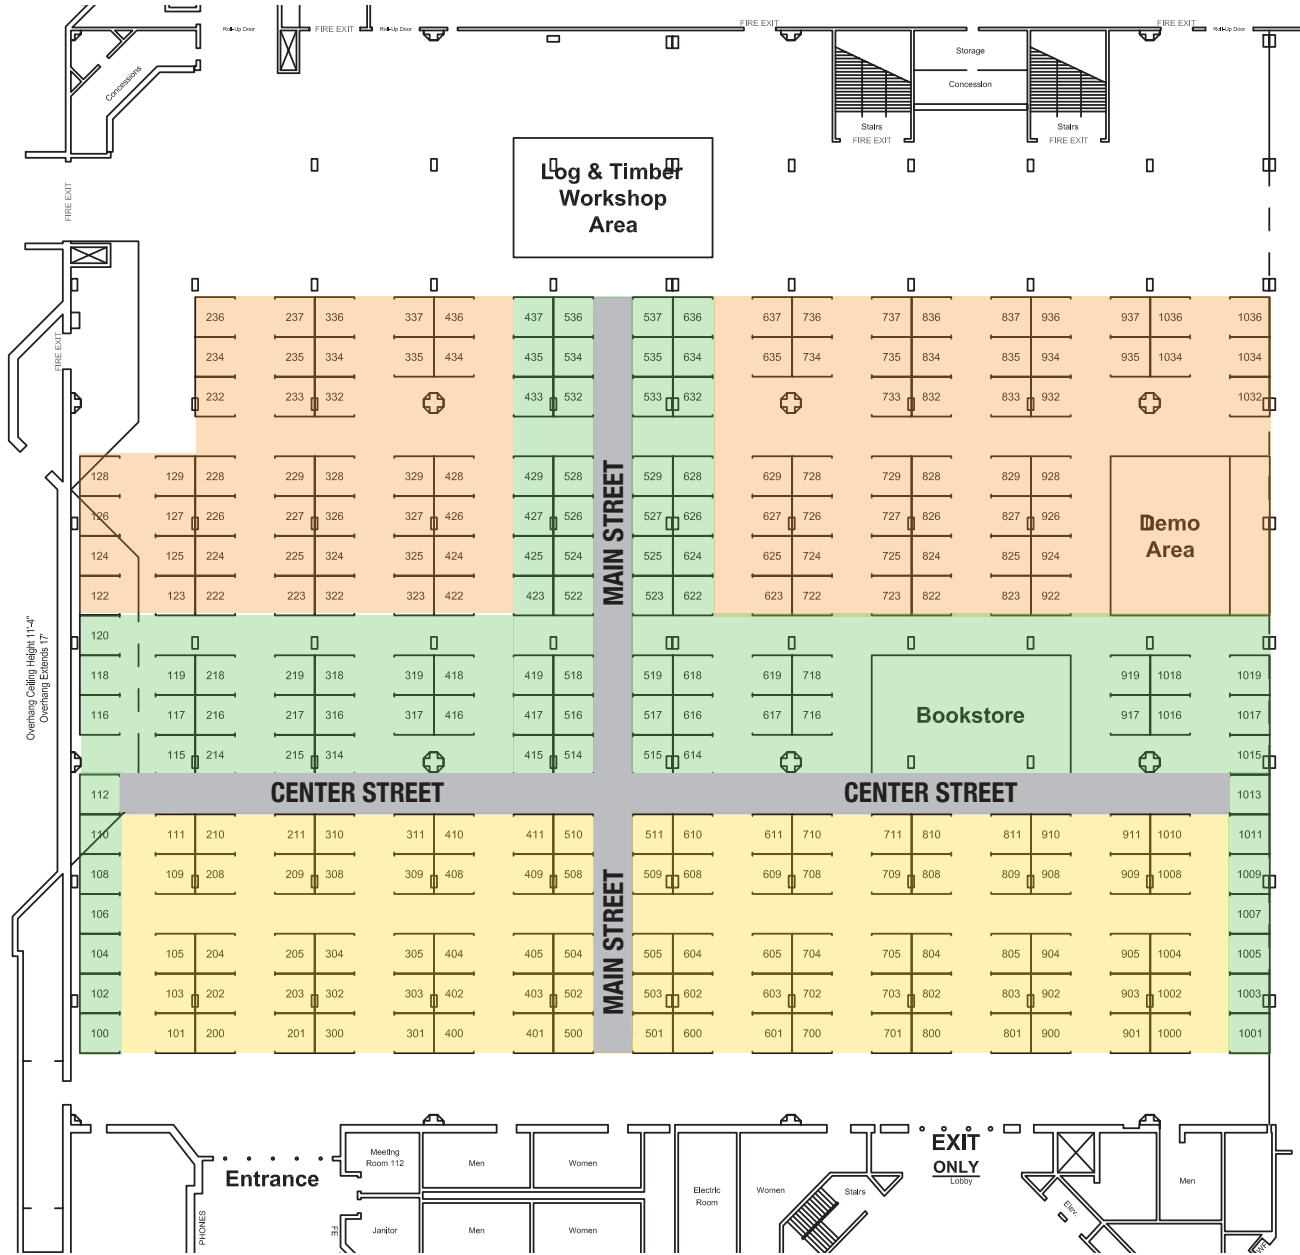 FIRE EXIT FIRE EXIT
Roll-Up Door FIRE EXIT Roll-Up Door Roll-Up Door
Storage
Concessions
Concession
Stairs Stairs
FIRE EXIT FIRE EXIT
Log & Timber
Workshop
Area
FIRE EXIT
236 237 336 337 436 437 536 537 636 637 736 737 836 837 936 937 1036 1036
FIRE EXIT
234 235 334 335 434 435 534 535 634 635 734 735 834 835 934 935 1034 1034
232 233 332 433 532 533 632 733 832 833 932 1032
128 129 228 229 328 329 428 429 528 529 628 629 728 729 828 829 928
MAIN STREET
126 127 226 227 326 327 426 427 526 527 626 627 726 727 826 827 926
Demo
Area
124 125 224 225 324 325 424 425 524 525 624 625 724 725 824 825 924
122 123 222 223 322 323 422 423 522 523 622 623 722 723 822 823 922
120
Overhang Ceiling Height 11'-4"
Overhang Extends 17'
118 119 218 219 318 319 418 419 518 519 618 619 718 919 1018 1019
116 117 216 217 316 317 416 417 516 517 616 617 716 Bookstore 917 1016 1017
115 214 215 314 415 514 515 614 1015
112 CENTER STREET CENTER STREET 1013
110 111 210 211 310 311 410 411 510 511 610 611 710 711 810 811 910 911 1010 1011
108 109 208 209 308 309 408 409 508 509 608 609 708 709 808 809 908 909 1008 1009
106 1007
MAIN STREET
104 105 204 205 304 305 404 405 504 505 604 605 704 705 804 805 904 905 1004 1005
102 103 202 203 302 303 402 403 502 503 602 603 702 703 802 803 902 903 1002 1003
100 101 200 201 300 301 400 401 500 501 600 601 700 701 800 801 900 901 1000 1001
EXIT
ONLY
Lobby
Entrance
Meeting
Room 112
Men Women
Electric
Room
Women
Stairs
Men
Elev.
PHONES
FE
Janitor
Men Women